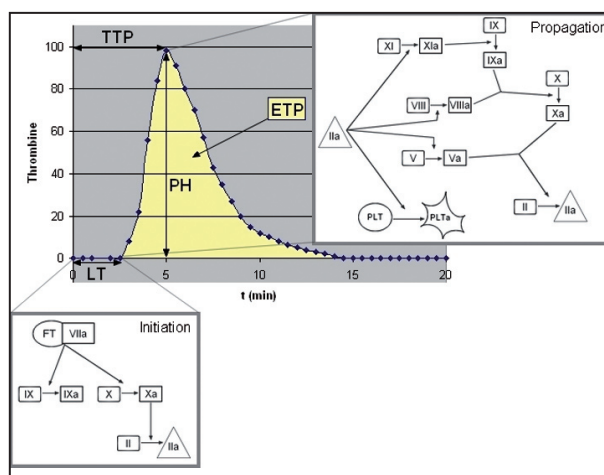 TTP
100
80
60
40
20
0
Thrombine
ETP
PH
LT
0
5
10
15
20
t (min)
Propagation
IX
XI
XIa
IXa
X
VIII
VIIIa
Xa
IIa
V
Va
II
IIa
PLT
PLTa
Initiation
FT
VIIa
IX
IXa
X
Xa
II
IIa